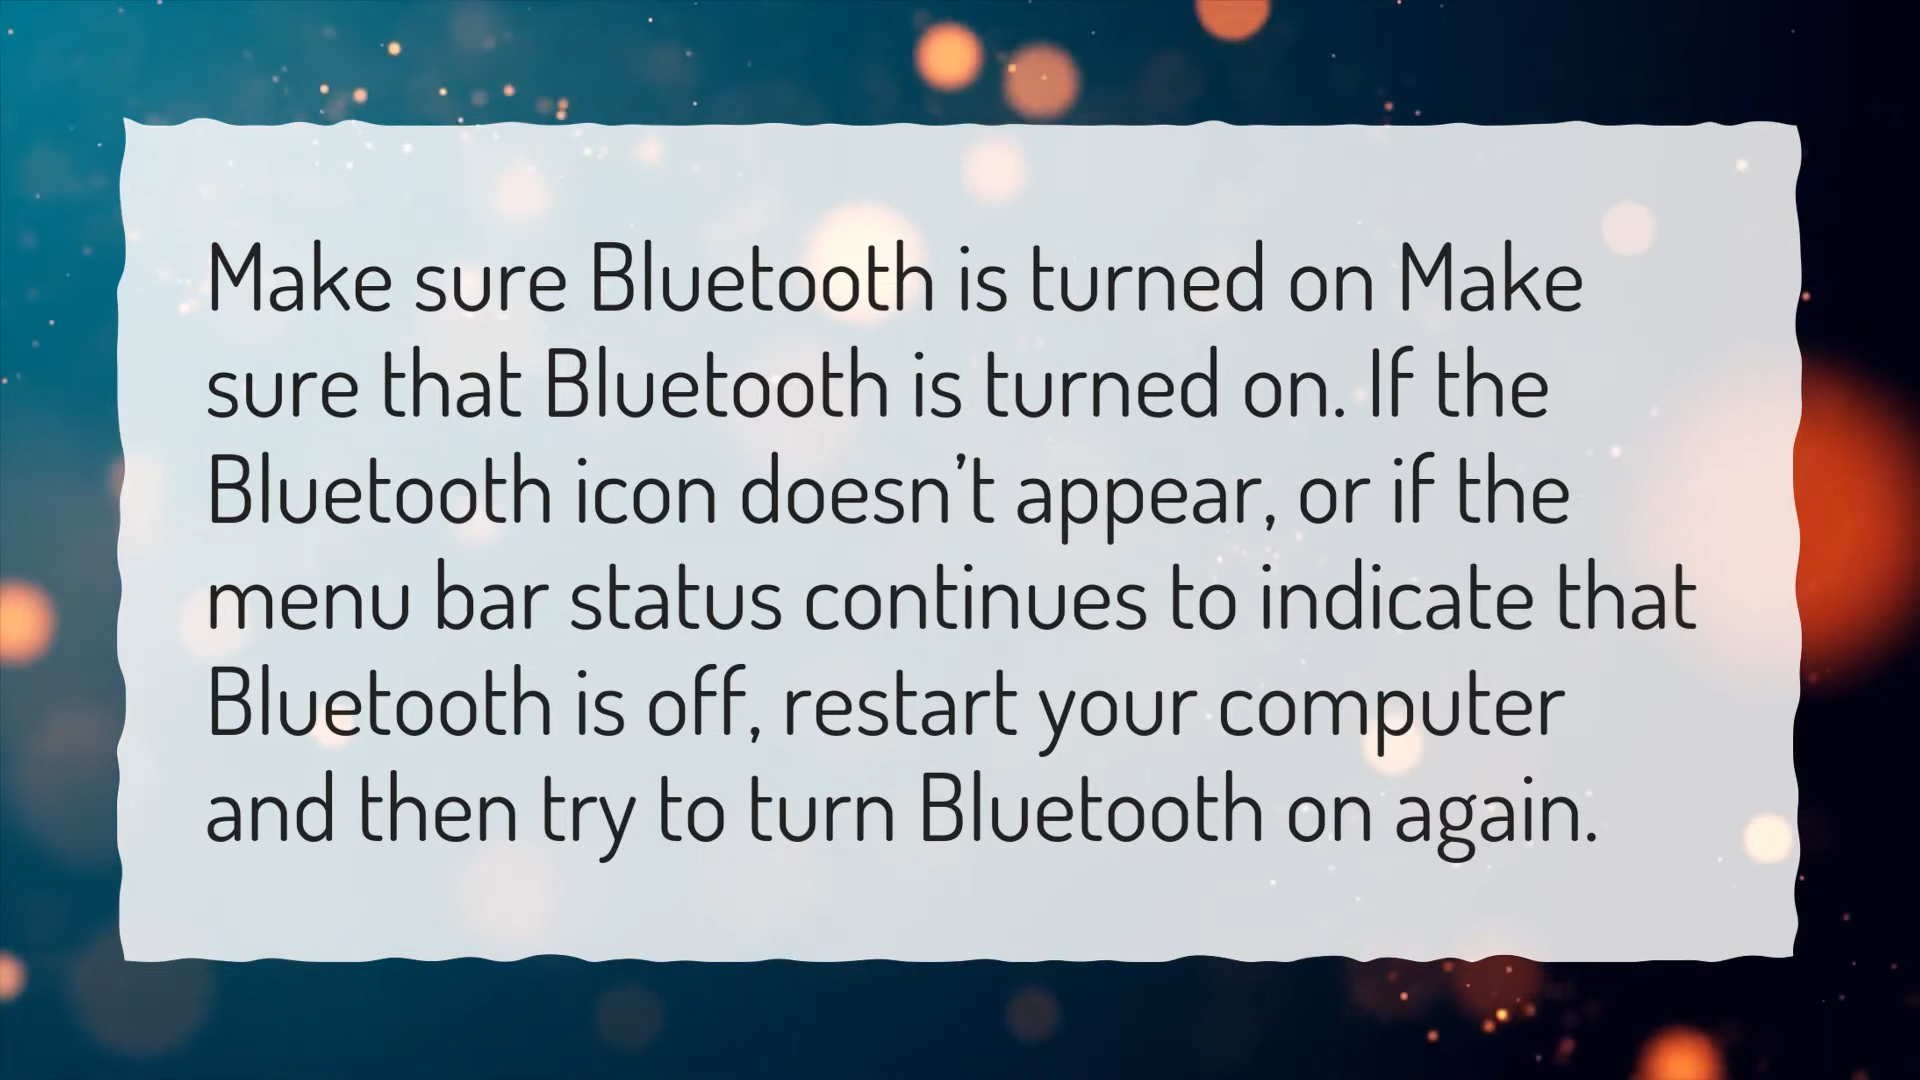 Make sure Bluetooth is turned on Make
sure that Bluetooth is turned on. If the
Bluetooth icon doesn’t appear, or if the
menu bar status continues to indicate that
Bluetooth is off, restart your computer
and then try to turn Bluetooth on again.